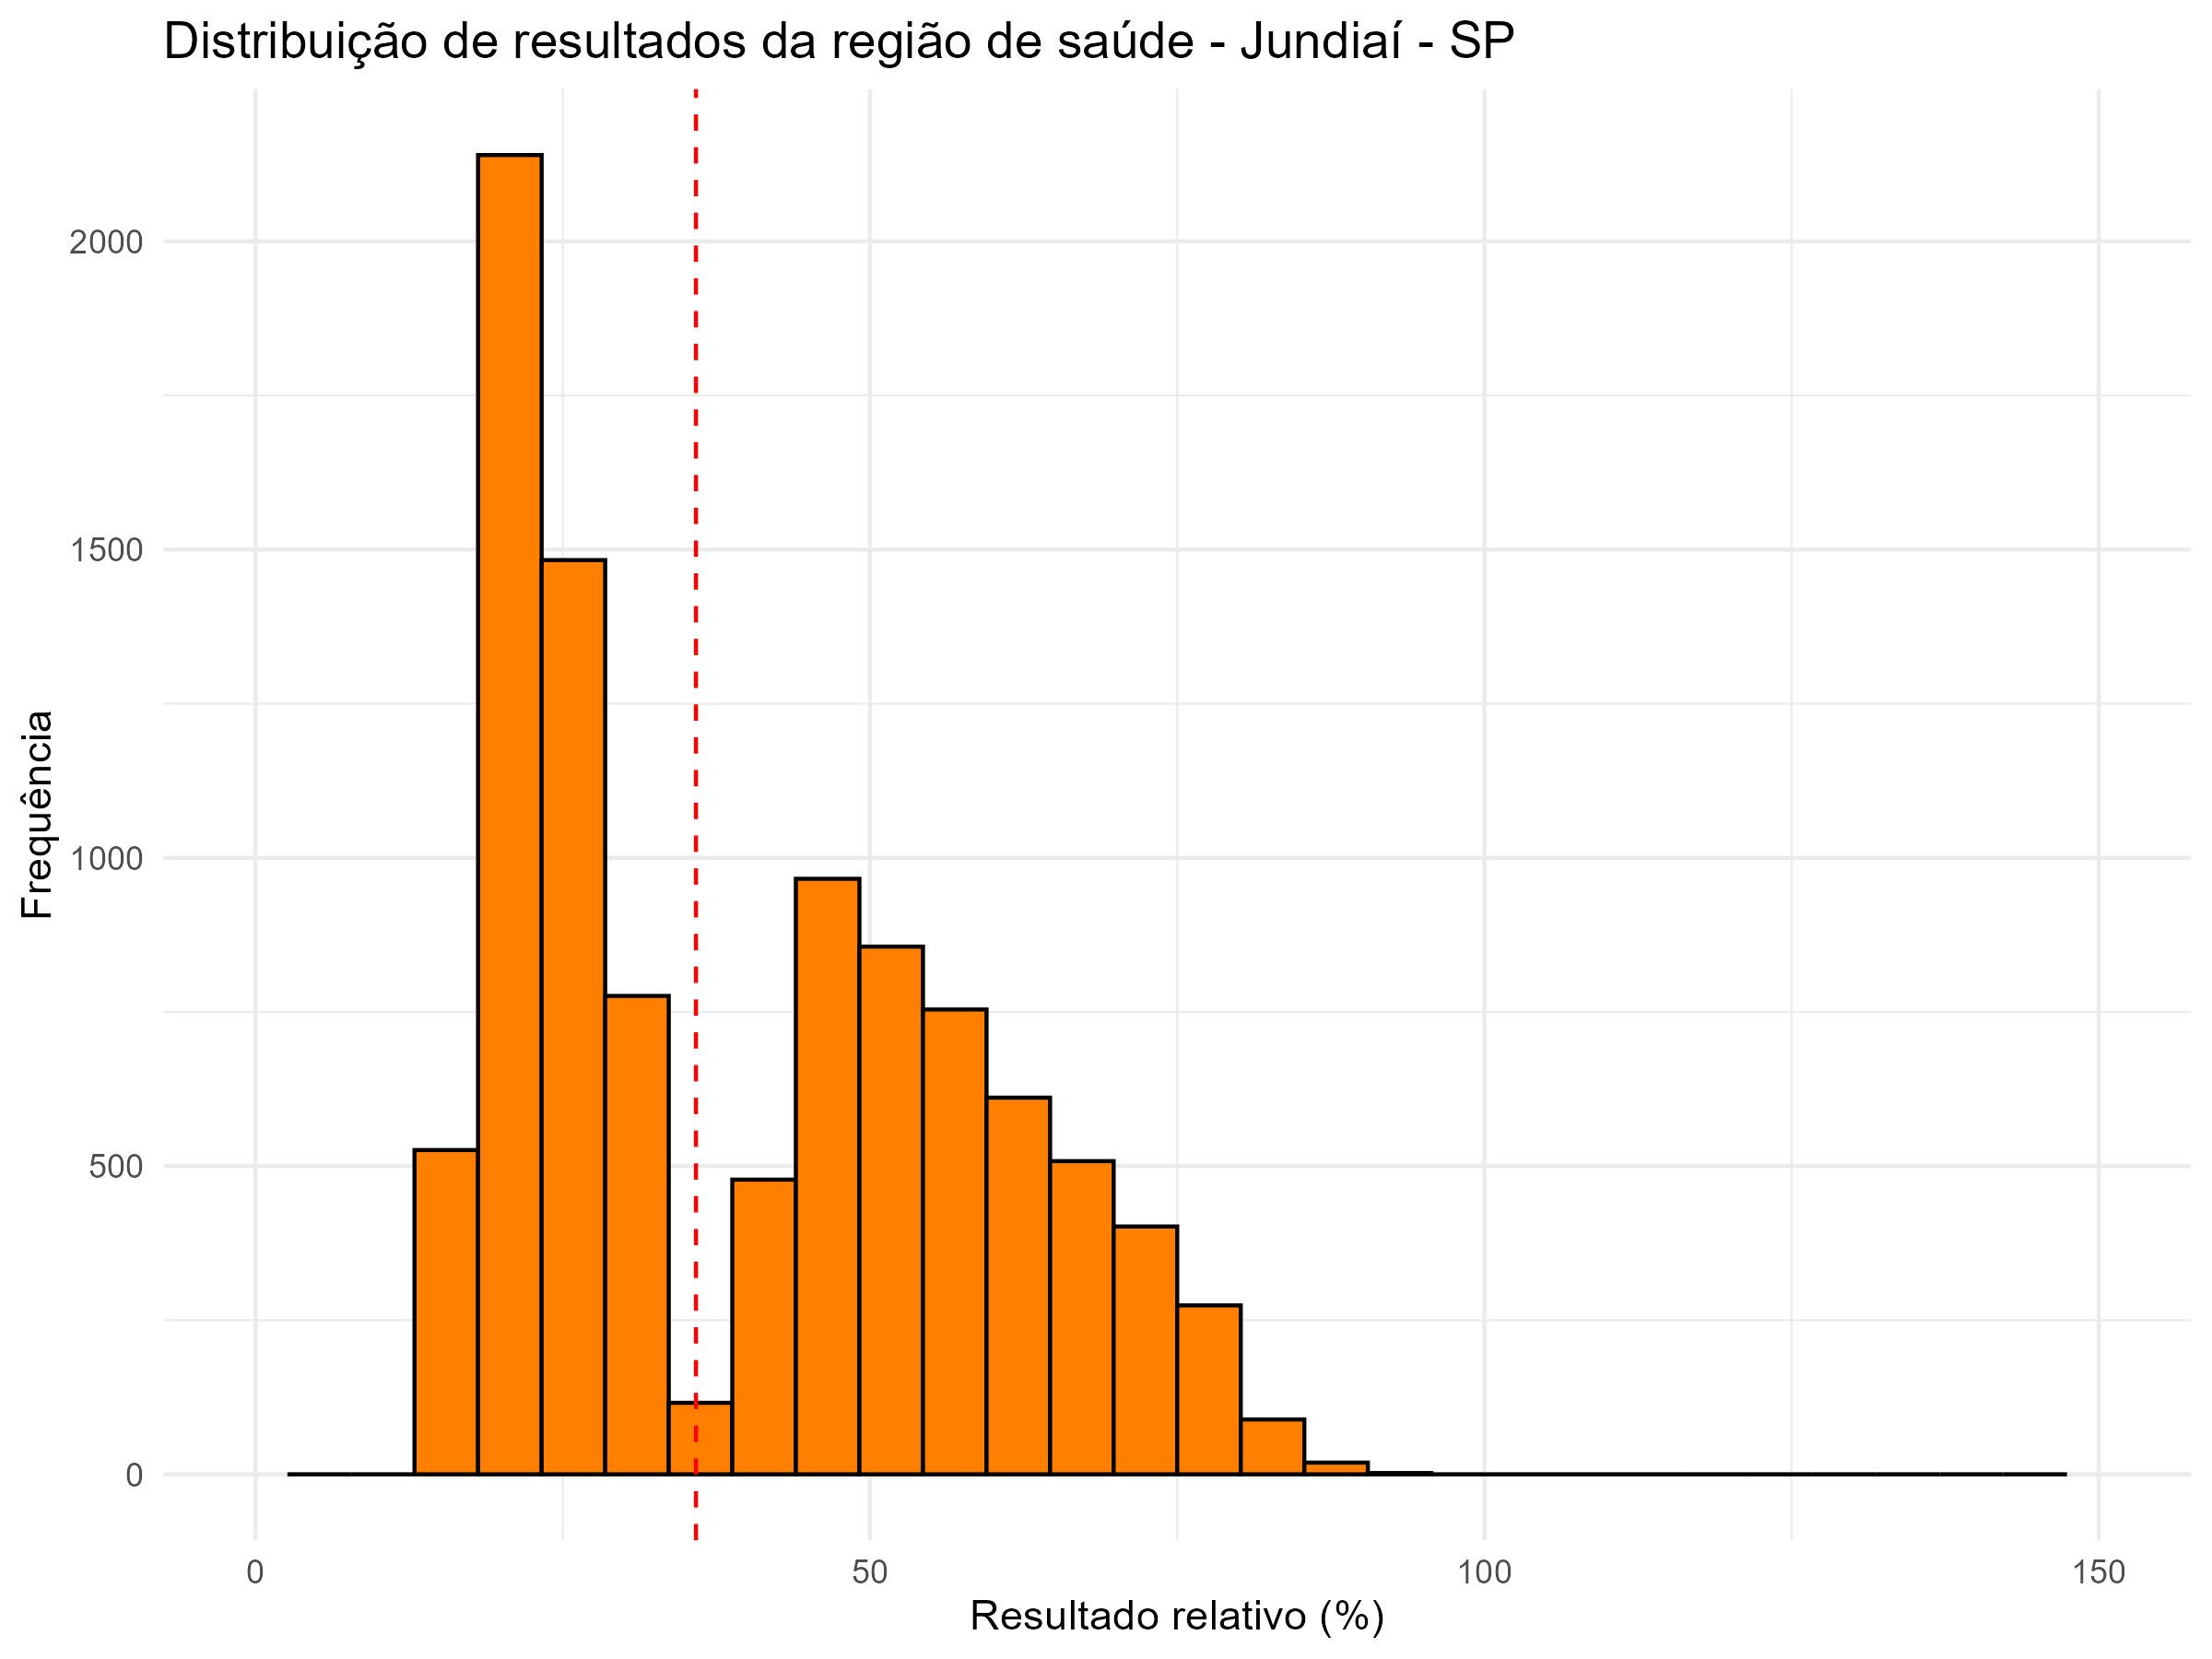 Distribuição de resultados da região de saúde - Jundiaí - SP
Frequência
2000
1500
1000
500
0
0 50 100 150
Resultado relativo (%)